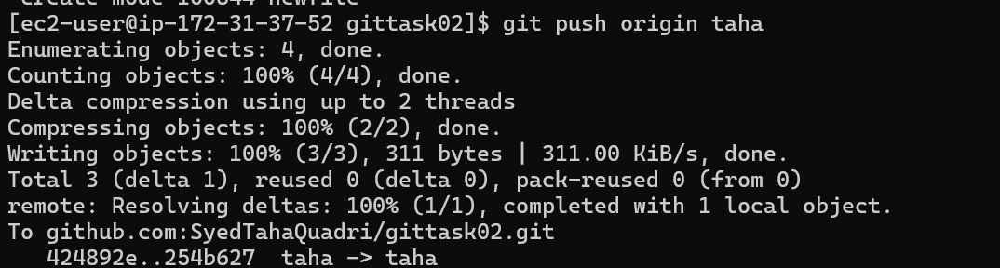 create mode 100644 newfile
[ec2-user@ip-172-31-37-52 gittask02]$ git push origin taha
Enumerating objects: 4, done.
Counting objects: 100% (4/4), done.
Delta compression using up to 2 threads
Compressing objects: 100% (2/2), done.
Writing objects: 100% (3/3), 311 bytes | 311.00 KiB/s, done.
Total 3 (delta 1), reused 0 (delta 0), pack-reused 0 (from 0)
remote: Resolving deltas: 100% (1/1), completed with 1 local object.
To github.com:SyedTahaQuadri/gittask02.git
   424892e..254b627  taha -> taha